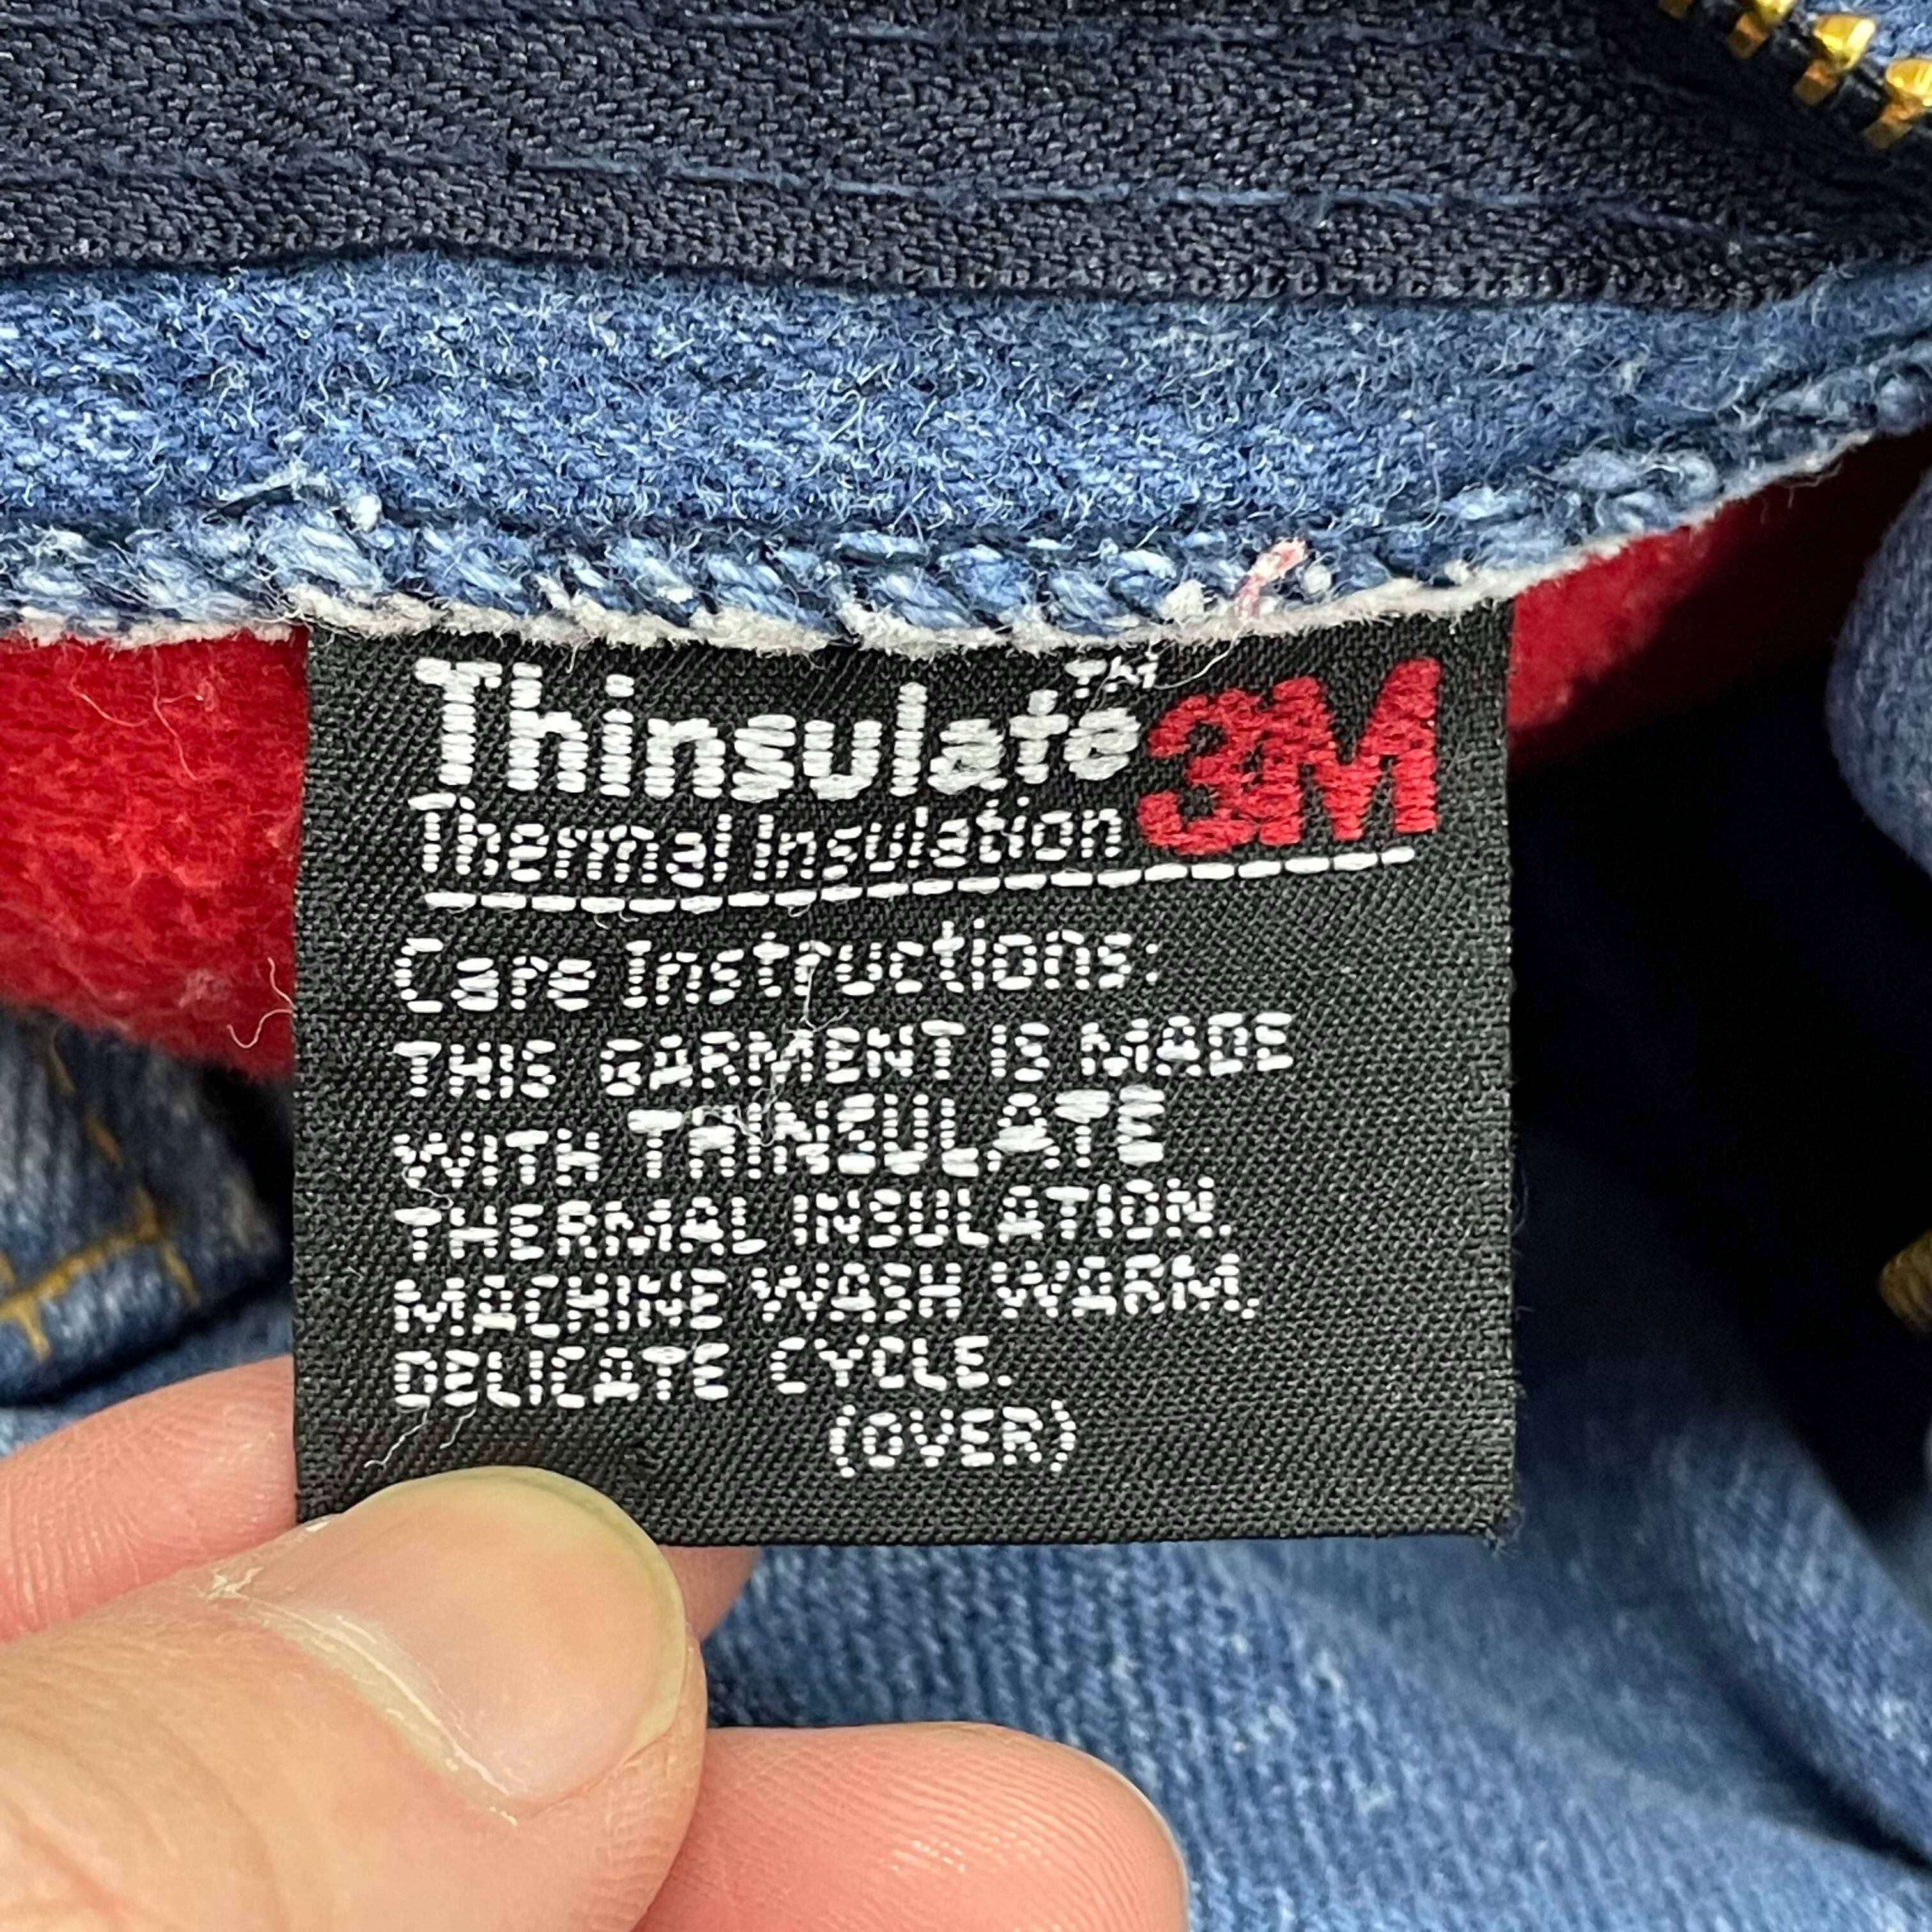 Thinsulate™ 3M
Thermal Insulation
Care Instructions:
THIS GARMENT IS MADE
WITH THINSULATE
THERMAL INSULATION.
MACHINE WASH WARM,
DELICATE CYCLE.
(OVER)